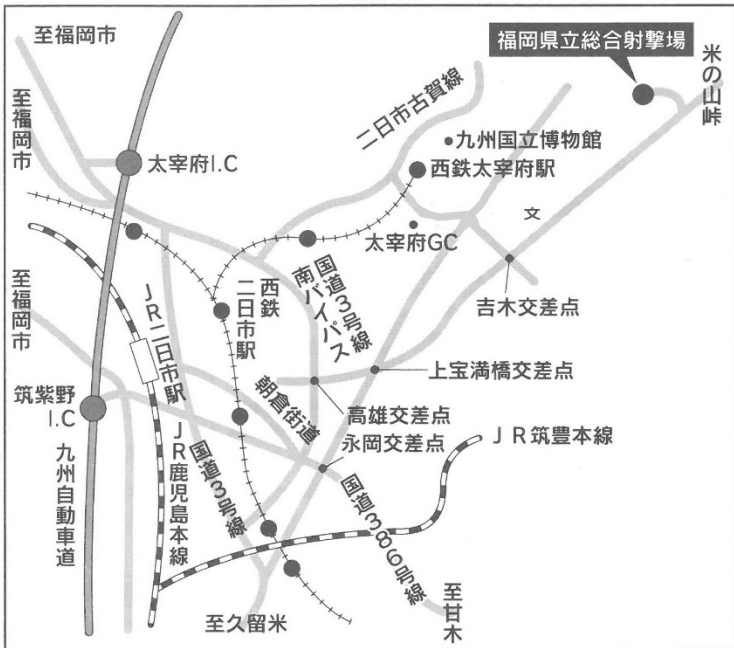 至福岡市
福岡県立総合射撃場
米の山峠
至福岡市
二日市古賀線
九州国立博物館
太宰府I.C
西鉄太宰府駅
文
太宰府GC
至福岡市
国道3号線
南バイパス
西鉄
二日市駅
吉木交差点
JR二日市駅
上宝満橋交差点
筑紫野
I.C
朝倉街道
高雄交差点
永岡交差点
JR筑豊本線
九州自動車道
JR鹿児島本線
国道3号線
国道386号線
至甘木
至久留米